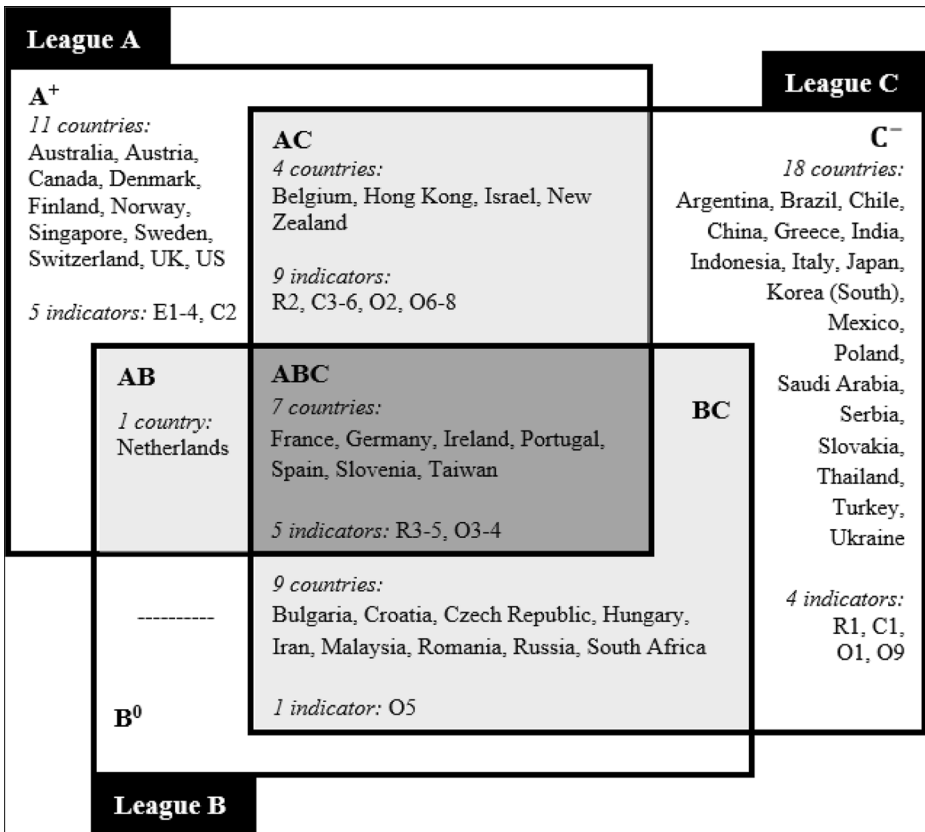 League A
A⁺
11 countries:
Australia, Austria,
Canada, Denmark,
Finland, Norway,
Singapore, Sweden,
Switzerland, UK, US
5 indicators: E1-4, C2
AC
4 countries:
Belgium, Hong Kong, Israel, New
Zealand
9 indicators:
R2, C3-6, O2, O6-8
League C
C⁻
18 countries:
Argentina, Brazil, Chile,
China, Greece, India,
Indonesia, Italy, Japan,
Korea (South),
Mexico,
Poland,
Saudi Arabia,
Serbia,
Slovakia,
Thailand,
Turkey,
Ukraine
4 indicators:
R1, C1,
O1, O9
AB
1 country:
Netherlands
ABC
7 countries:
France, Germany, Ireland, Portugal,
Spain, Slovenia, Taiwan
5 indicators: R3-5, O3-4
BC
9 countries:
Bulgaria, Croatia, Czech Republic, Hungary,
Iran, Malaysia, Romania, Russia, South Africa
1 indicator: O5
----------
B⁰
League B